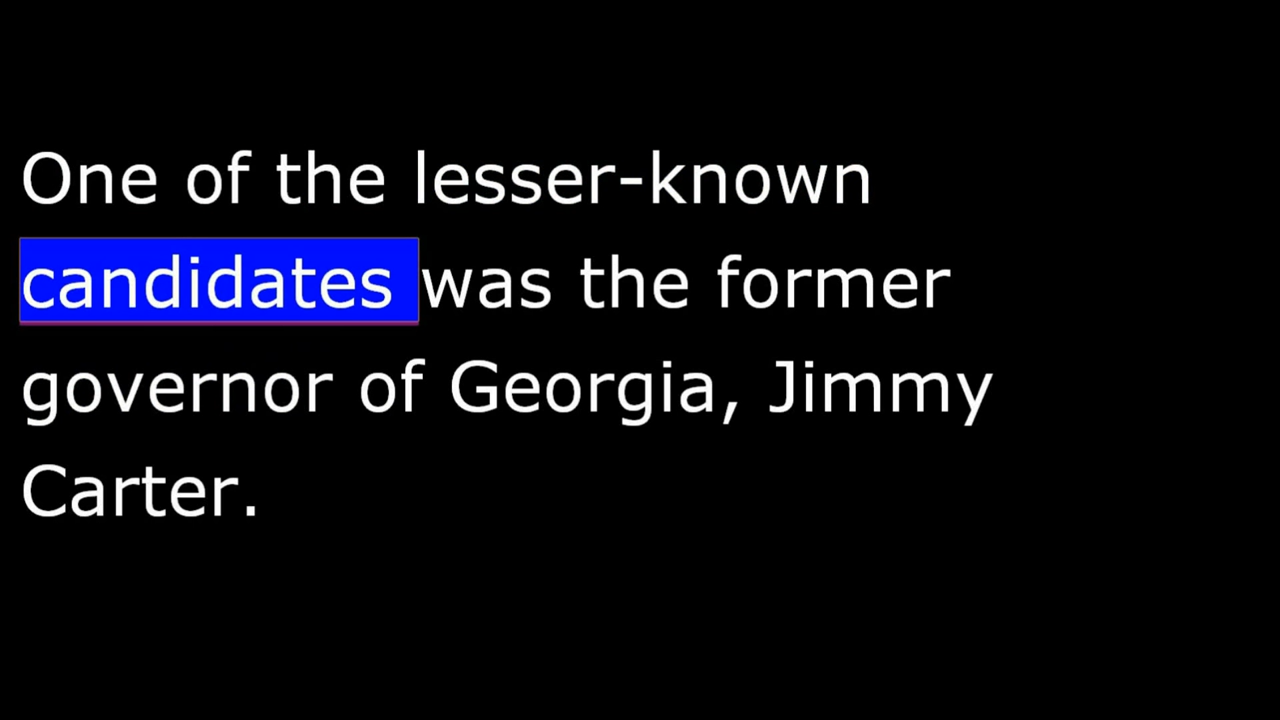 One of the lesser-known
candidates was the former
governor of Georgia, Jimmy
Carter.